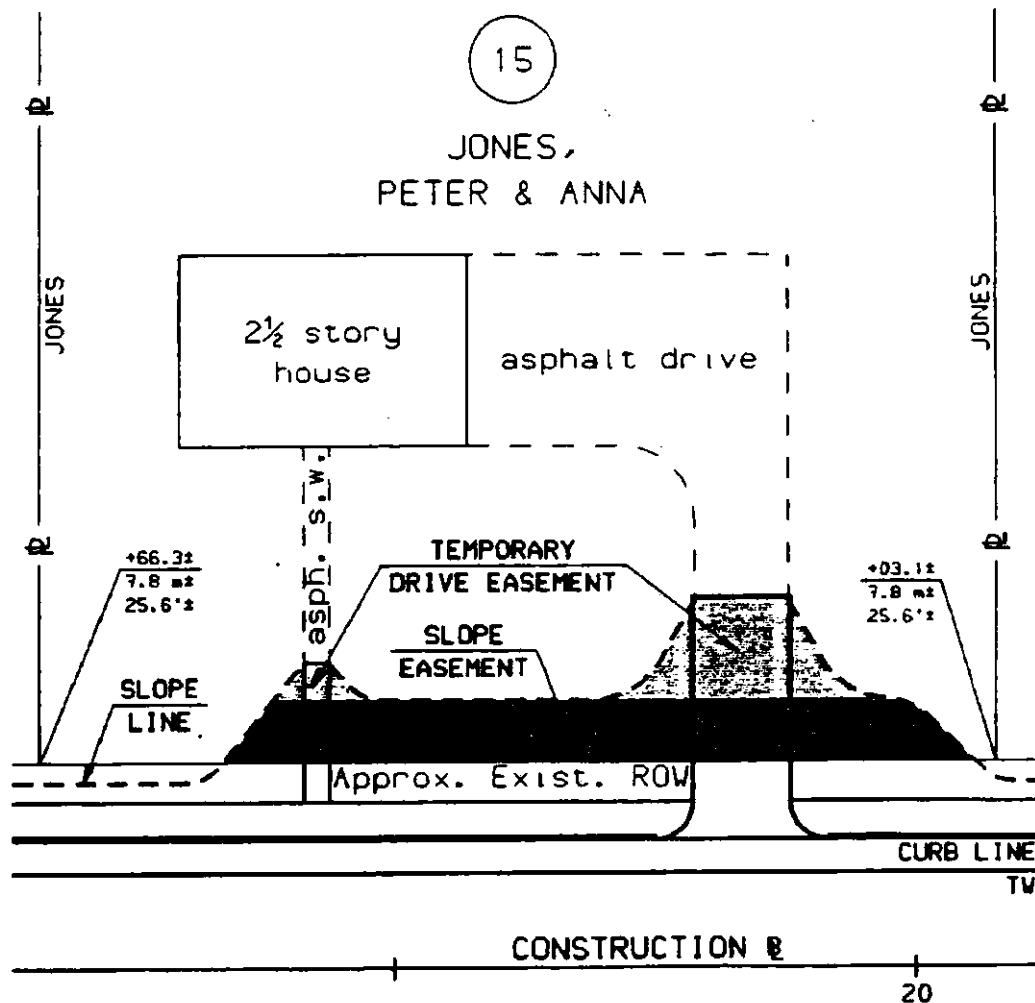 15
JONES,
PETER & ANNA
JONES
JONES
2½ story
house
asphalt drive
asph. s.w.
TEMPORARY
DRIVE EASEMENT
+66.3±
7.8 m±
25.6'±
+03.1±
7.8 m±
25.6'±
SLOPE
EASEMENT
SLOPE
LINE
Approx. Exist. ROW
CURB LINE
TW
CONSTRUCTION
20